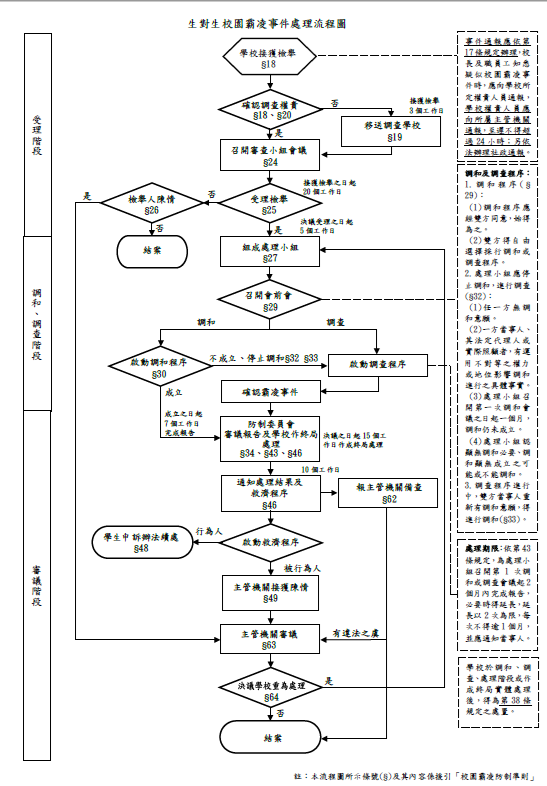 生對生校園霸凌事件處理流程圖
受理階段
調和、調查階段
審議階段
學校接獲檢舉
§18
確認調查權責
§18、§20
否
接獲檢舉
3個工作日
移送調查學校
§19
是
召開審查小組會議
§24
接獲檢舉之日起
20個工作日
受理檢舉
§25
否
檢舉人陳情
§26
是
否
結案
是
決議受理之日起
5個工作日
組成處理小組
§27
召開會前會
§29
調和
調查
啟動調和程序
§30
不成立、停止調和§32 §33
啟動調查程序
成立
確認霸凌事件
成立之日起
7個工作日
完成報告
防制委員會
審議報告及學校作終局
處理
§34、§43、§46
決議之日起15個工
作日作成終局處理
10個工作日
通知處理結果及
救濟程序
§46
報主管機關備查
§62
啟動救濟程序
行為人
學生申訴辦法續處
§48
被行為人
主管機關接獲陳情
§49
主管機關審議
§63
有違法之虞
決議學校重為處理
§64
是
否
結案
事件通報應依第
17條規定辦理，校
長及職員工知悉
疑似校園霸凌事
件時，應向學校所
定權責人員通報，
學校權責人員應
向所屬主管機關
通報，並還不得超
過24小時；另依
法辦理社政通報。
調和及調查程序：
1. 調和程序(§
29)：
(1)調和程序應
經雙方同意，始得
為之。
(2)雙方得自由
選擇採行調和或
調查程序。
2. 處理小組應停
止調和，進行調查
(§32)：
(1)任一方無調
和意願。
(2)一方當事人、
其法定代理人或
實際照顧者，有運
用不對等之權力
或地位影響調和
進行之具體事實。
(3)處理小組召
開第一次調和會
議之日起一個月，
調和仍未成立。
(4)處理小組認
顯無調和必要、調
和顯無成立之可
能或不能調和。
3. 調查程序進行
中，雙方當事人重
新有調和意願，得
進行調和(§33)。
處理期限：依第43
條規定，為處理小
組召開第1次調
和或調查會議起2
個月內完成報告，
必要時得延長，延
長以2次為限，每
次不得逾1個月，
並應通知當事人。
學校於調和、調
查、處理階段或作
成終局實體處理
後，得為第38條
規定之處置。
註：本流程圖所示條號(§)及其內容係援引「校園霸凌防制準則」